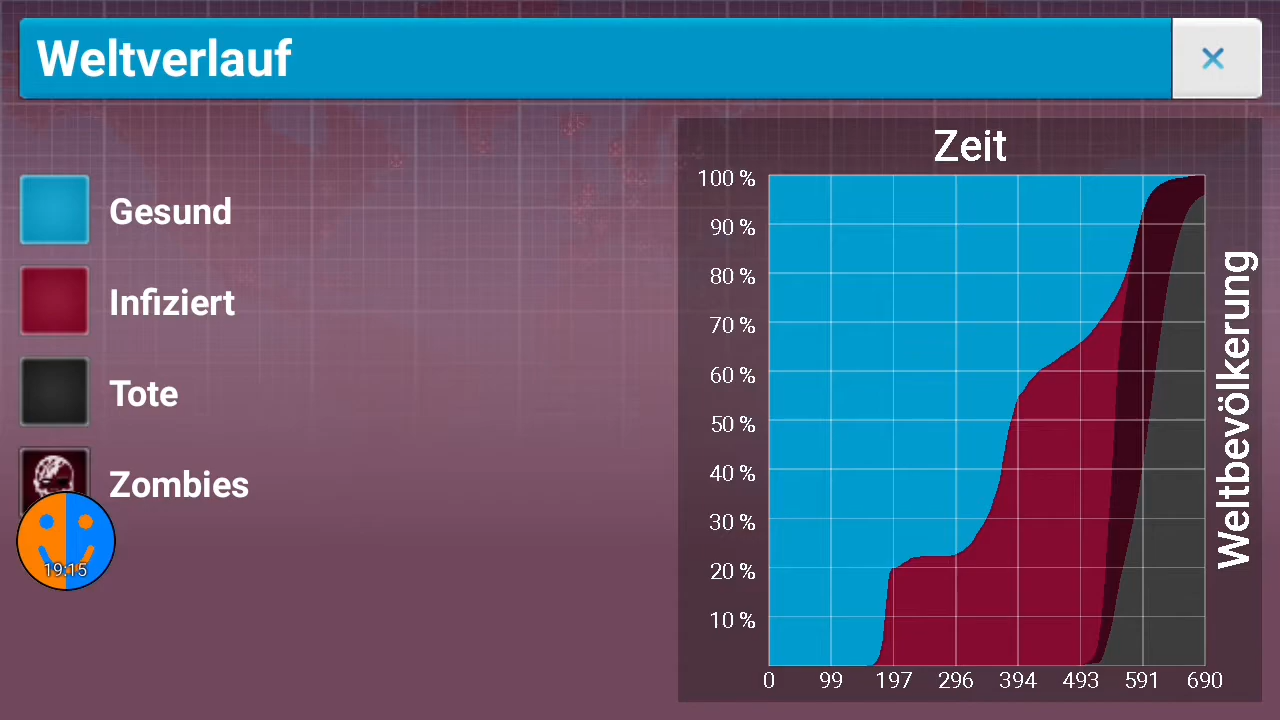 Weltverlauf
Gesund
Infiziert
Tote
Zombies
19:15
Zeit
100 %
90 %
80 %
70 %
60 %
50 %
40 %
30 %
20 %
10 %
0 99 197 296 394 493 591 690
Weltbevölkerung